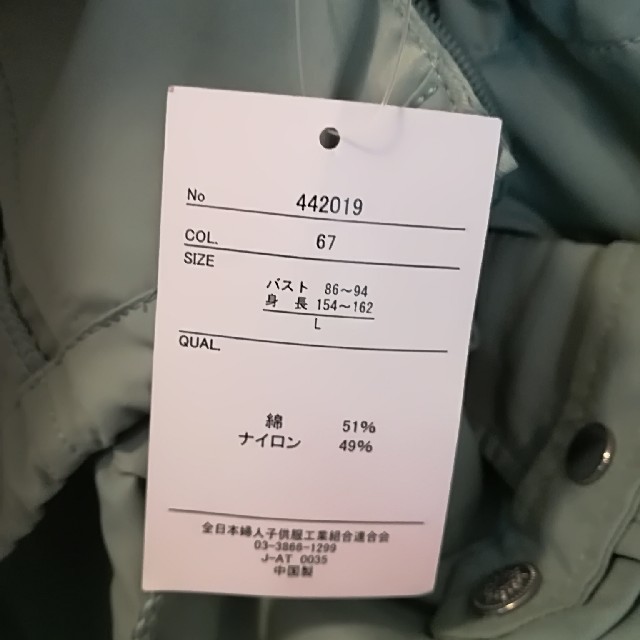 No 442019
COL. 67
SIZE
バスト 86～94
身 長 154～162
L
QUAL.
綿 51%
ナイロン 49%
全日本婦人子供服工業組合連合会
03-3866-1299
J-AT 0035
中国製